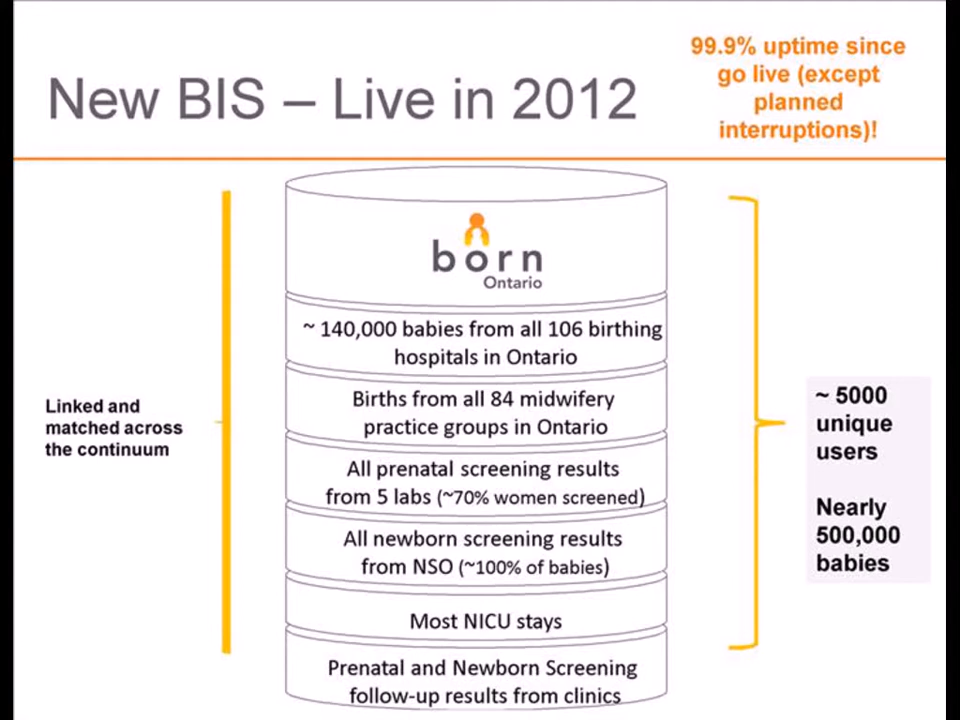 99.9% uptime since
go live (except
planned
interruptions)!
New BIS – Live in 2012
born
Ontario
~ 140,000 babies from all 106 birthing
hospitals in Ontario
Births from all 84 midwifery
practice groups in Ontario
All prenatal screening results
from 5 labs (~70% women screened)
All newborn screening results
from NSO (~100% of babies)
Most NICU stays
Prenatal and Newborn Screening
follow-up results from clinics
Linked and
matched across
the continuum
~ 5000
unique
users
Nearly
500,000
babies